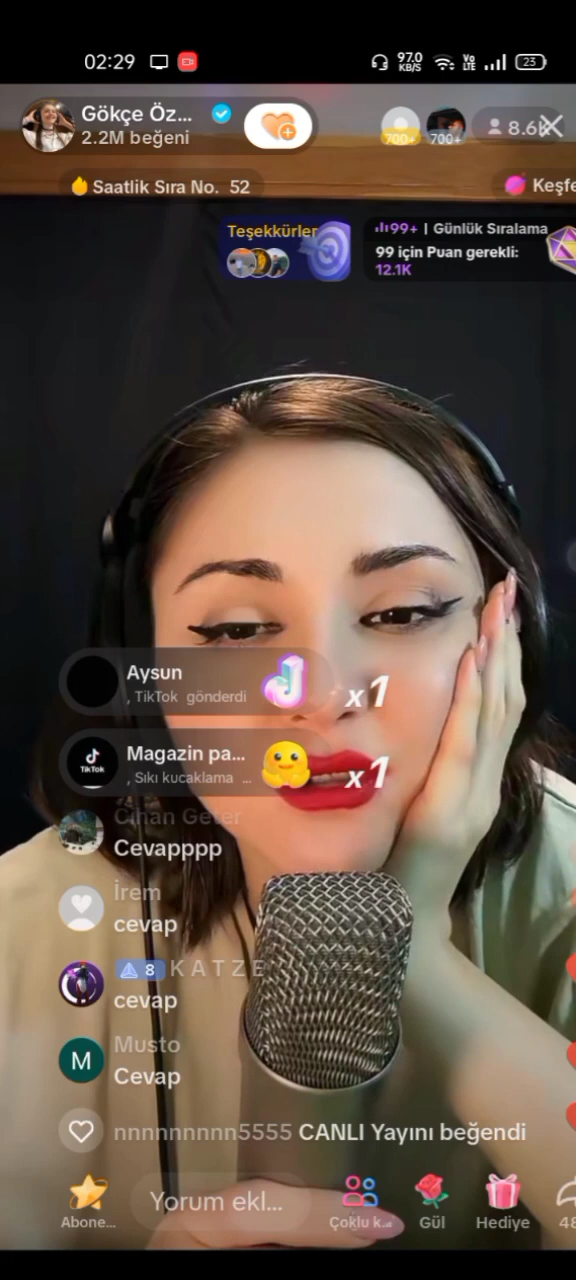 02:29
97.0
KB/S
Vo
LTE
23
Gökçe Öz...
2.2M beğeni
700+
700+
Saatlik Sıra No. 52
Keşfe
Teşekkürler
99+ | Günlük Sıralama
99 için Puan gerekli:
12.1K
Aysun
, TikTok gönderdi
x1
Magazin pa...
TikTok
, Sıkı kucaklama ...
x1
Cihan Geter
Cevapppp
İrem
cevap
8 K A T Z E
cevap
M
Musto
Cevap
nnnnnnnnn5555 CANLI Yayını beğendi
Yorum ekl...
Abone...
Çoklu k...
Gül
Hediye
48